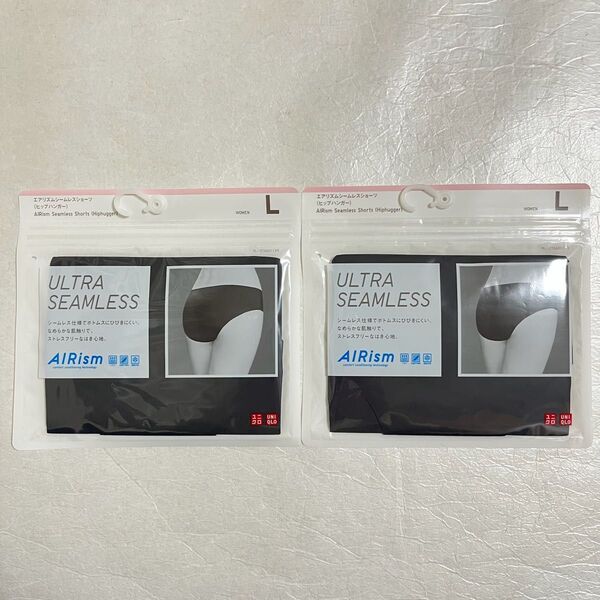 エアリズムシームレスショーツ
(ヒップハンガー)
AIRism Seamless Shorts (Hiphugger)
WOMEN
L
ULTRA
SEAMLESS
シームレス仕様でボトムスにひびきにくい。
なめらかな肌触りで、
ストレスフリーなはき心地。
AIRism
comfort conditioning technology
ユニ
クロ
UNI
QLO
エアリズムシームレスショーツ
(ヒップハンガー)
AIRism Seamless Shorts (Hiphugger)
WOMEN
L
ULTRA
SEAMLESS
シームレス仕様でボトムスにひびきにくい。
なめらかな肌触りで、
ストレスフリーなはき心地。
AIRism
comfort conditioning technology
ユニ
クロ
UNI
QLO